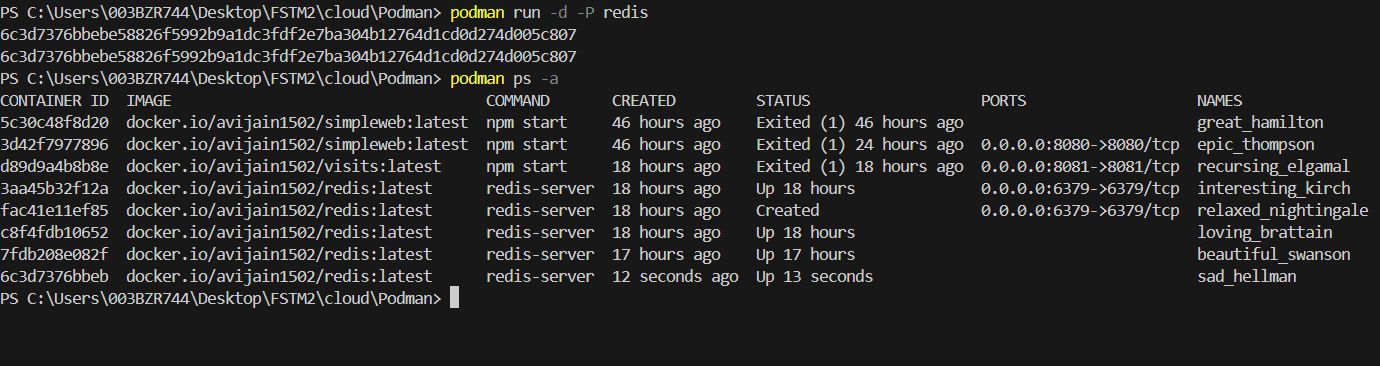 PS C:\Users\003BZR744\Desktop\FSTM2\cloud\Podman> podman run -d -P redis
6c3d7376bbebe58826f5992b9a1dc3fdf2e7ba304b12764d1cd0d274d005c807
6c3d7376bbebe58826f5992b9a1dc3fdf2e7ba304b12764d1cd0d274d005c807
PS C:\Users\003BZR744\Desktop\FSTM2\cloud\Podman> podman ps -a
CONTAINER ID  IMAGE                                   COMMAND       CREATED         STATUS                    PORTS                   NAMES
5c30c48f8d20  docker.io/avijain1502/simpleweb:latest  npm start     46 hours ago    Exited (1) 46 hours ago                           great_hamilton
3d42f7977896  docker.io/avijain1502/simpleweb:latest  npm start     46 hours ago    Exited (1) 24 hours ago   0.0.0.0:8080->8080/tcp  epic_thompson
d89d9a4b8b8e  docker.io/avijain1502/visits:latest     npm start     18 hours ago    Exited (1) 18 hours ago   0.0.0.0:8081->8081/tcp  recursing_elgamal
3aa45b32f12a  docker.io/avijain1502/redis:latest      redis-server  18 hours ago    Up 18 hours               0.0.0.0:6379->6379/tcp  interesting_kirch
fac41e11ef85  docker.io/avijain1502/redis:latest      redis-server  18 hours ago    Created                   0.0.0.0:6379->6379/tcp  relaxed_nightingale
c8f4fdb10652  docker.io/avijain1502/redis:latest      redis-server  18 hours ago    Up 18 hours                                       loving_brattain
7fdb208e082f  docker.io/avijain1502/redis:latest      redis-server  17 hours ago    Up 17 hours                                       beautiful_swanson
6c3d7376bbeb  docker.io/avijain1502/redis:latest      redis-server  12 seconds ago  Up 13 seconds                                     sad_hellman
PS C:\Users\003BZR744\Desktop\FSTM2\cloud\Podman>